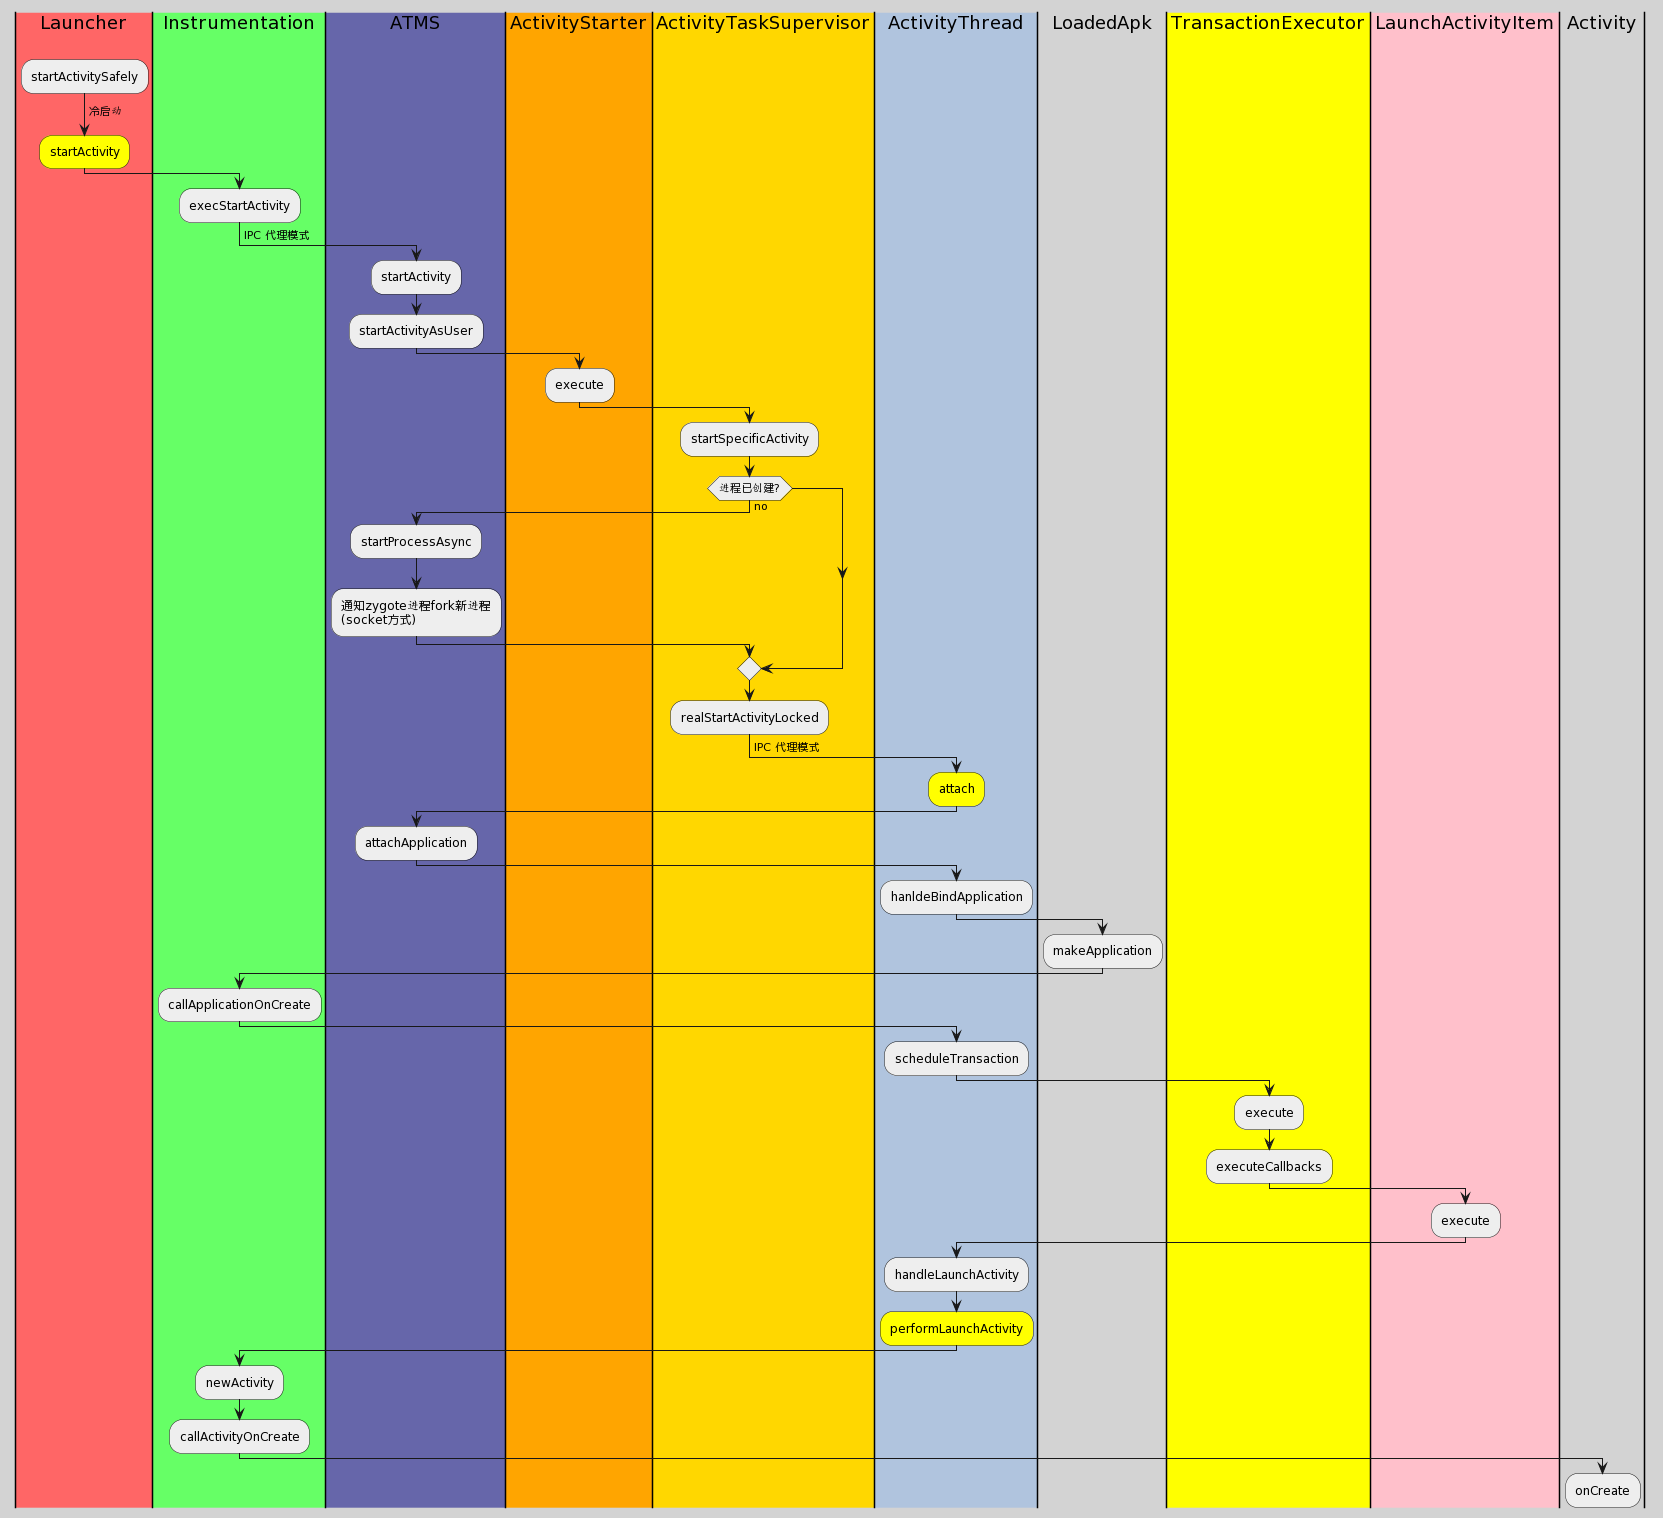 Launcher
Instrumentation
ATMS
ActivityStarter
ActivityTaskSupervisor
ActivityThread
LoadedApk
TransactionExecutor
LaunchActivityItem
Activity
startActivitySafely
冷启动
startActivity
execStartActivity
IPC 代理模式
startActivity
startActivityAsUser
execute
startSpecificActivity
进程已创建?
no
startProcessAsync
通知zygote进程fork新进程
(socket方式)
realStartActivityLocked
IPC 代理模式
attach
attachApplication
hanldeBindApplication
makeApplication
callApplicationOnCreate
scheduleTransaction
execute
executeCallbacks
execute
handleLaunchActivity
performLaunchActivity
newActivity
callActivityOnCreate
onCreate